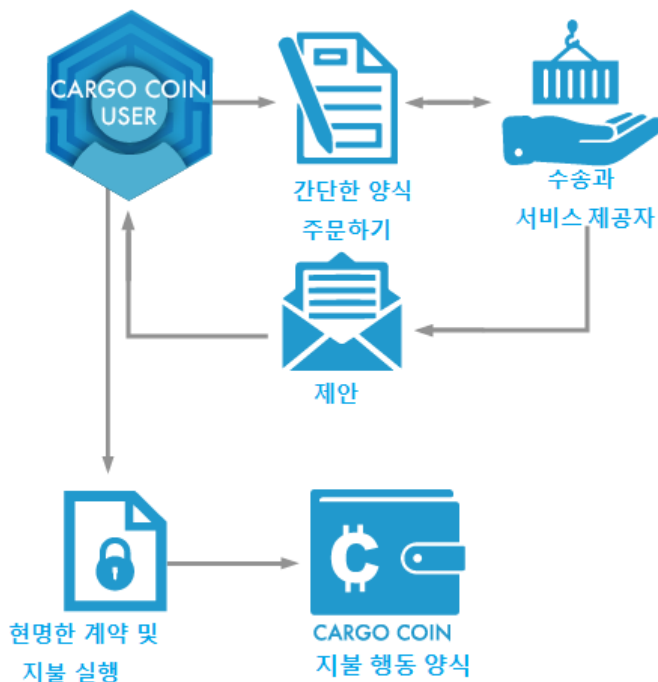 CARGO COIN
USER
간단한 양식
주문하기
수송과
서비스 제공자
제안
현명한 계약 및
지불 실행
CARGO COIN
지불 행동 양식